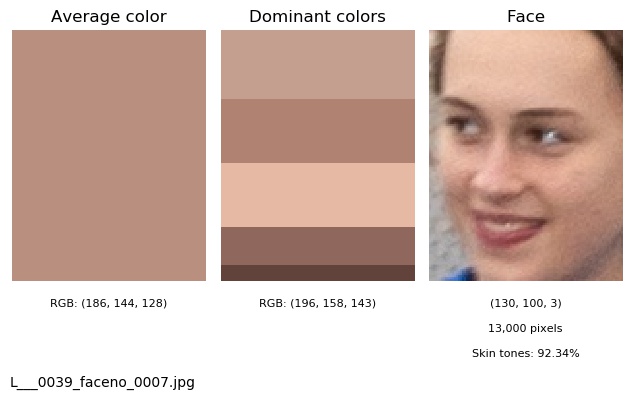 Average color
Dominant colors
Face
RGB: (186, 144, 128)
RGB: (196, 158, 143)
(130, 100, 3)
13,000 pixels
Skin tones: 92.34%
L___0039_faceno_0007.jpg